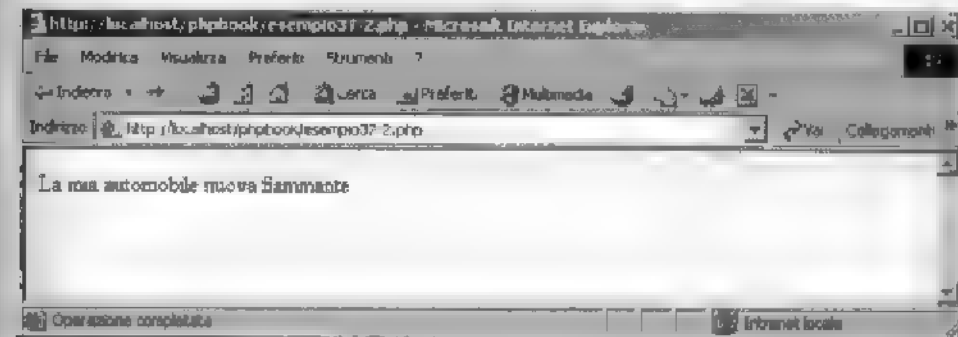 http://localhost/phpbook/esempio37-2.php - Microsoft Internet Explorer
File Modifica Visualizza Preferiti Strumenti ?
Indietro Cerca Preferiti Multimedia
Indirizzo http://localhost/phpbook/esempio37-2.php Vai Collegamenti »
La mia automobile nuova fiammante
Operazione completata Intranet locale